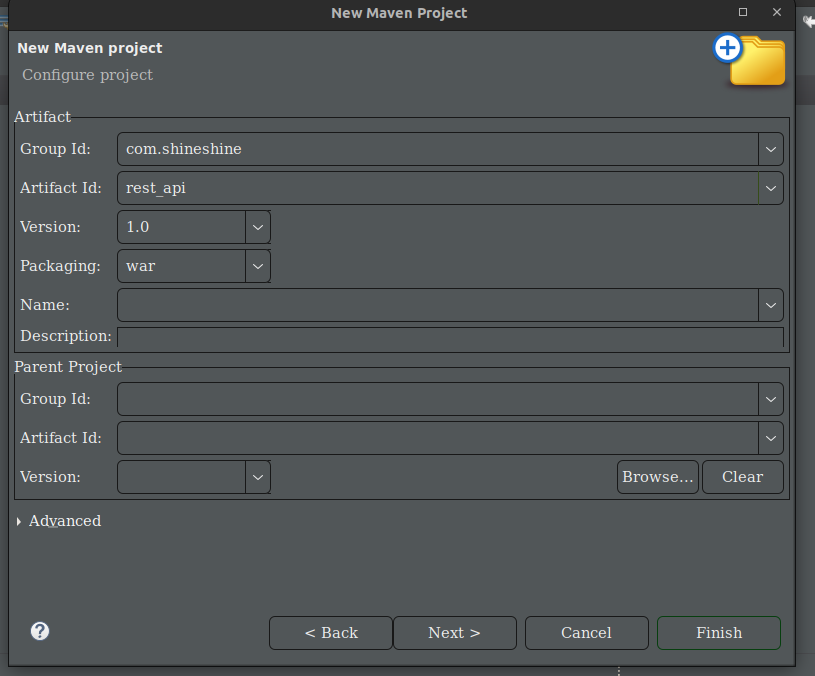 New Maven Project
New Maven project
Configure project
Artifact
Group Id: com.shineshine
Artifact Id: rest_api
Version: 1.0
Packaging: war
Name:
Description:
Parent Project
Group Id:
Artifact Id:
Version: Browse... Clear
Advanced
? < Back Next > Cancel Finish